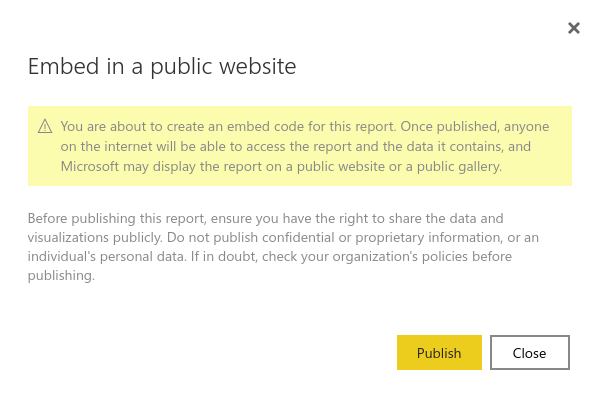 Embed in a public website
You are about to create an embed code for this report. Once published, anyone
on the internet will be able to access the report and the data it contains, and
Microsoft may display the report on a public website or a public gallery.
Before publishing this report, ensure you have the right to share the data and
visualizations publicly. Do not publish confidential or proprietary information, or an
individual's personal data. If in doubt, check your organization's policies before
publishing.
Publish Close